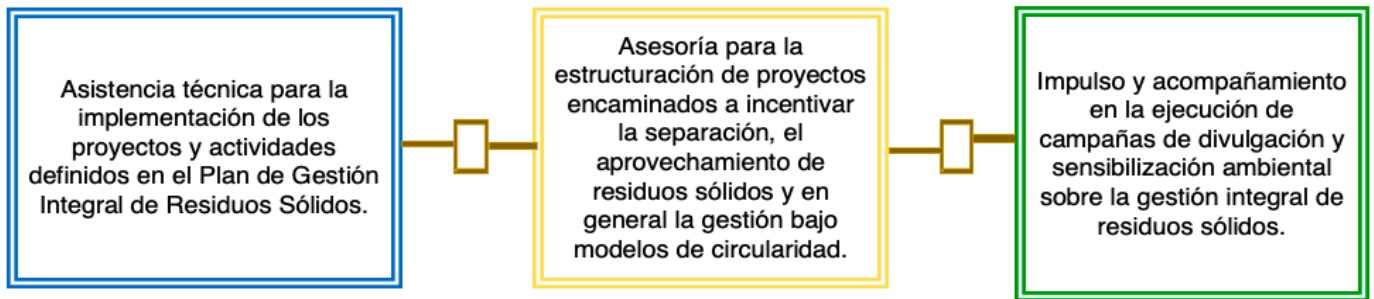 Asistencia técnica para la
implementación de los
proyectos y actividades
definidos en el Plan de Gestión
Integral de Residuos Sólidos.
Asesoría para la
estructuración de proyectos
encaminados a incentivar
la separación, el
aprovechamiento de
residuos sólidos y en
general la gestión bajo
modelos de circularidad.
Impulso y acompañamiento
en la ejecución de
campañas de divulgación y
sensibilización ambiental
sobre la gestión integral de
residuos sólidos.